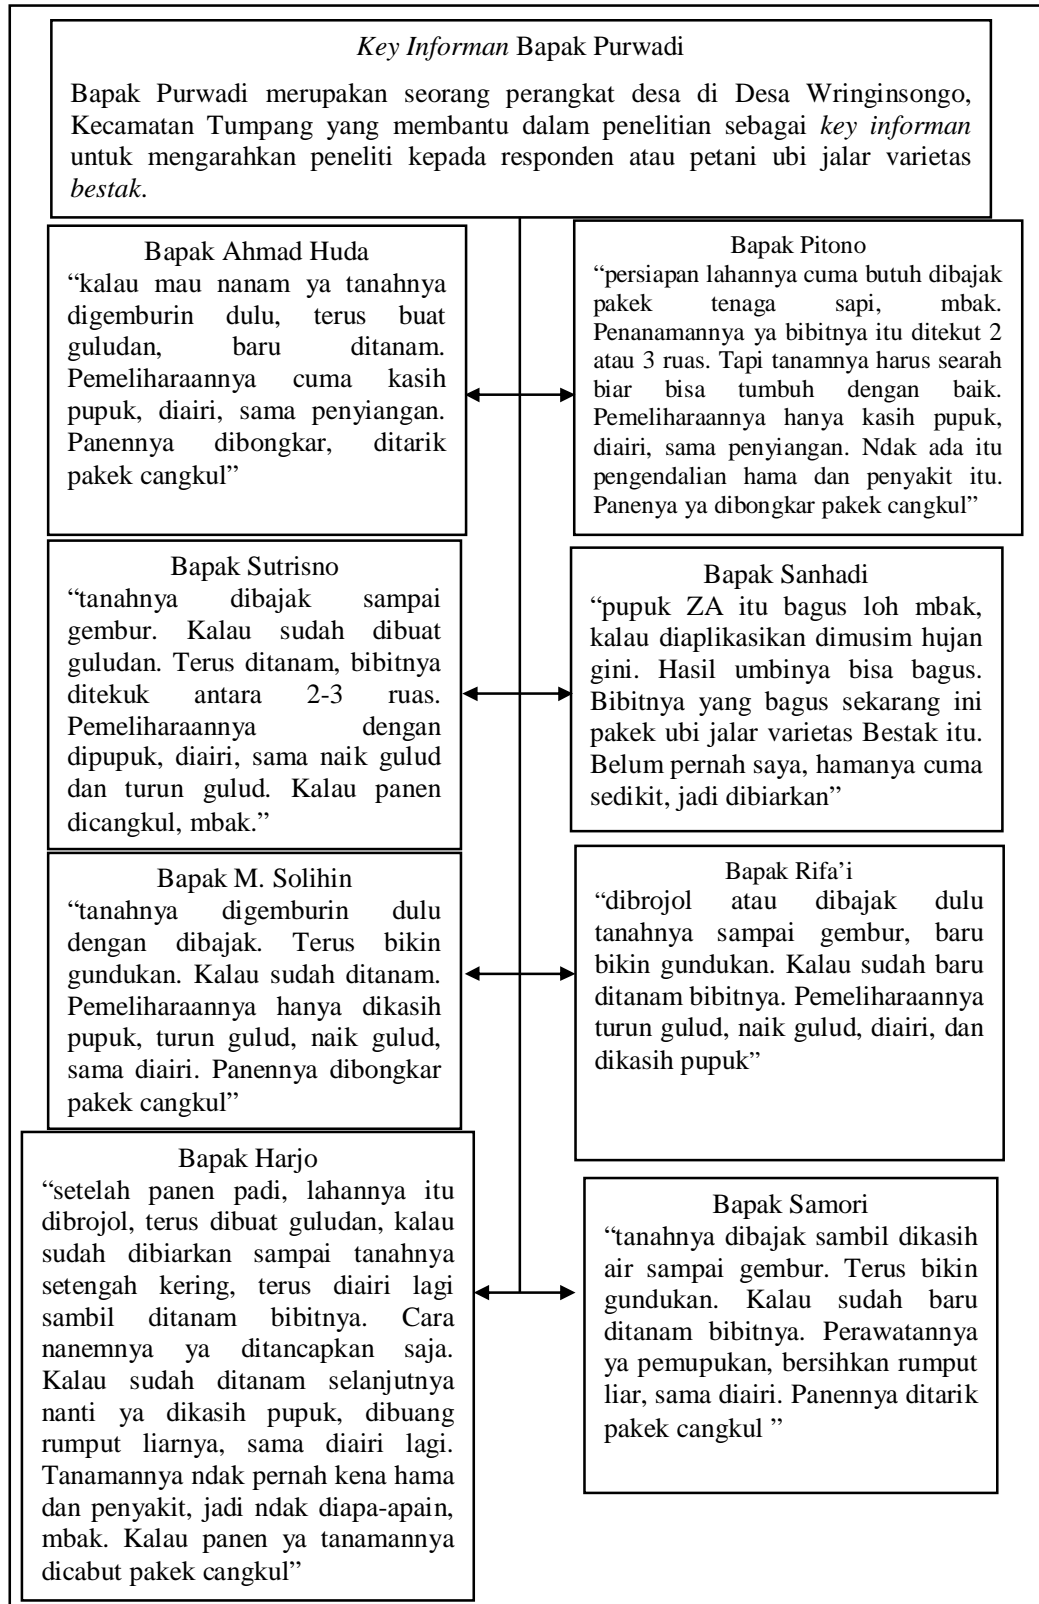 Key Informan Bapak Purwadi
Bapak Purwadi merupakan seorang perangkat desa di Desa Wringinsongo,
Kecamatan Tumpang yang membantu dalam penelitian sebagai key informan
untuk mengarahkan peneliti kepada responden atau petani ubi jalar varietas
bestak.
Bapak Ahmad Huda
“kalau mau nanam ya tanahnya
digemburin dulu, terus buat
guludan, baru ditanam.
Pemeliharaannya cuma kasih
pupuk, diairi, sama penyiangan.
Panennya dibongkar, ditarik
pakek cangkul”
Bapak Pitono
“persiapan lahannya cuma butuh dibajak
pakek tenaga sapi, mbak.
Penanamannya ya bibitnya itu ditekut 2
atau 3 ruas. Tapi tanamnya harus searah
biar bisa tumbuh dengan baik.
Pemeliharaannya hanya kasih pupuk,
diairi, sama penyiangan. Ndak ada itu
pengendalian hama dan penyakit itu.
Panenya ya dibongkar pakek cangkul”
Bapak Sutrisno
“tanahnya dibajak sampai
gembur. Kalau sudah dibuat
guludan. Terus ditanam, bibitnya
ditekuk antara 2-3 ruas.
Pemeliharaannya dengan
dipupuk, diairi, sama naik gulud
dan turun gulud. Kalau panen
dicangkul, mbak.”
Bapak Sanhadi
“pupuk ZA itu bagus loh mbak,
kalau diaplikasikan dimusim hujan
gini. Hasil umbinya bisa bagus.
Bibitnya yang bagus sekarang ini
pakek ubi jalar varietas Bestak itu.
Belum pernah saya, hamanya cuma
sedikit, jadi dibiarkan”
Bapak M. Solihin
“tanahnya digemburin dulu
dengan dibajak. Terus bikin
gundukan. Kalau sudah ditanam.
Pemeliharaannya hanya dikasih
pupuk, turun gulud, naik gulud,
sama diairi. Panennya dibongkar
pakek cangkul”
Bapak Rifa’i
“dibrojol atau dibajak dulu
tanahnya sampai gembur, baru
bikin gundukan. Kalau sudah baru
ditanam bibitnya. Pemeliharaannya
turun gulud, naik gulud, diairi, dan
dikasih pupuk”
Bapak Harjo
“setelah panen padi, lahannya itu
dibrojol, terus dibuat guludan, kalau
sudah dibiarkan sampai tanahnya
setengah kering, terus diairi lagi
sambil ditanam bibitnya. Cara
nanemnya ya ditancapkan saja.
Kalau sudah ditanam selanjutnya
nanti ya dikasih pupuk, dibuang
rumput liarnya, sama diairi lagi.
Tanamannya ndak pernah kena hama
dan penyakit, jadi ndak diapa-apain,
mbak. Kalau panen ya tanamannya
dicabut pakek cangkul”
Bapak Samori
“tanahnya dibajak sambil dikasih
air sampai gembur. Terus bikin
gundukan. Kalau sudah baru
ditanam bibitnya. Perawatannya
ya pemupukan, bersihkan rumput
liar, sama diairi. Panennya ditarik
pakek cangkul ”